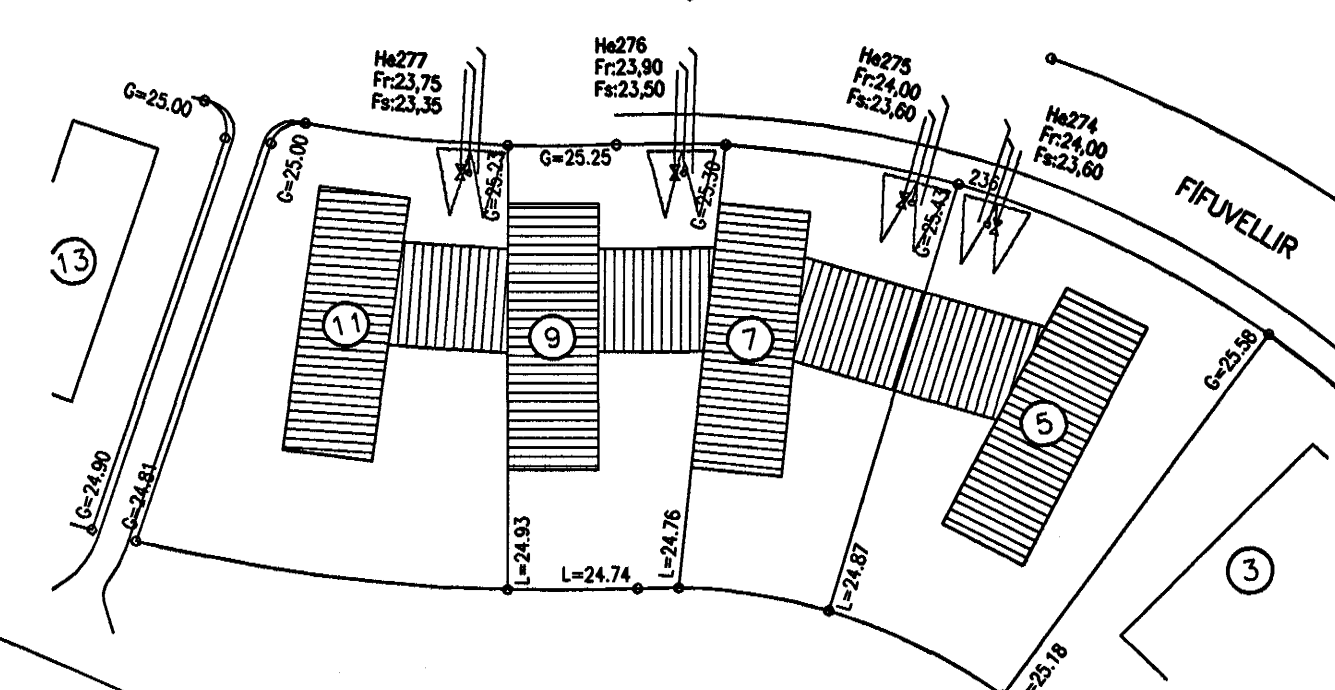 He277
Fr:23,75
Fs:23,35
He276
Fr:23,90
Fs:23,50
He275
Fr:24,00
Fs:23,60
He274
Fr:24,00
Fs:23,60
G=25.00
G=25.00
G=25.23
G=25.25
G=25.30
G=25.43
236
FÍFUVELLIR
13
11
9
7
5
G=25.58
3
G=24.90
G=24.81
L=24.93
L=24.74
L=24.76
L=24.87
=25.18